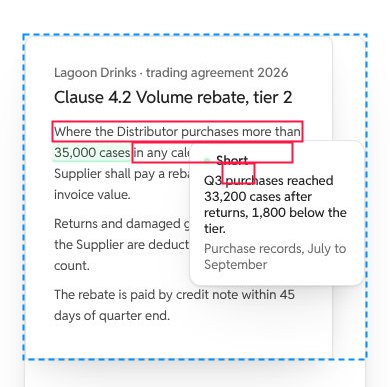 Lagoon Drinks · trading agreement 2026
Clause 4.2 Volume rebate, tier 2
Where the Distributor purchases more than
35,000 cases in any
Supplier shall pay a
invoice value.
Returns and damaged
the Supplier are
count.
The rebate is paid by credit note within 45
days of quarter end.
Short
Q3 purchases reached
33,200 cases after
returns, 1,800 below the
tier.
Purchase records, July to
September